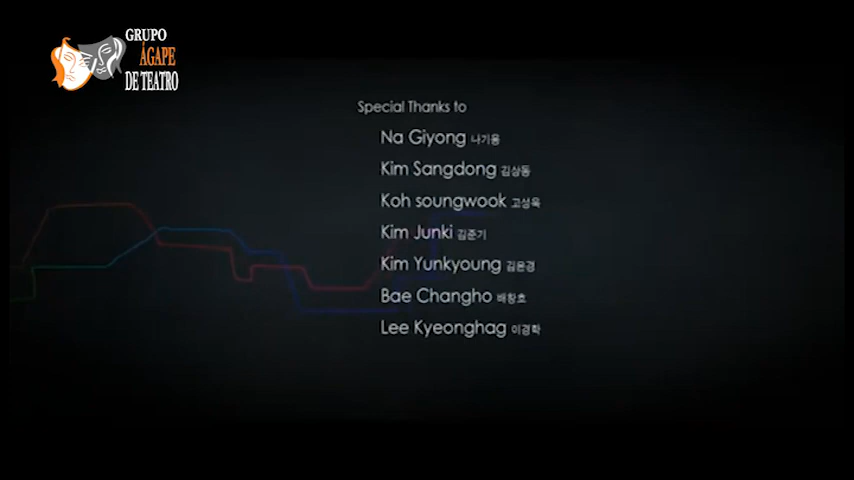 GRUPO
ÁGAPE
DE TEATRO
Special Thanks to
Na Giyong 나기용
Kim Sangdong 김상동
Koh soungwook 고성욱
Kim Junki 김준기
Kim Yunkyoung 김윤경
Bae Changho 배창호
Lee Kyeonghag 이경학